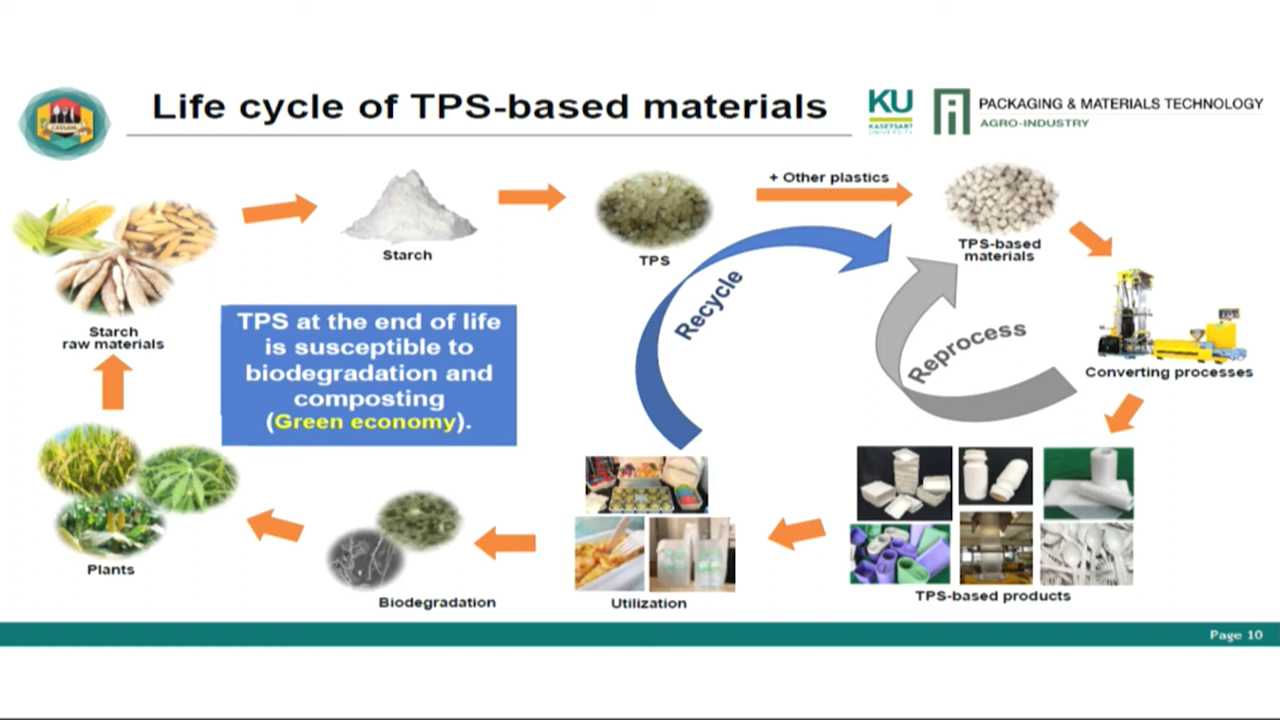 Life cycle of TPS-based materials
KU
KASETSART
UNIVERSITY
PACKAGING & MATERIALS TECHNOLOGY
AGRO-INDUSTRY
+ Other plastics
Starch
TPS
TPS-based
materials
Starch
raw materials
TPS at the end of life
is susceptible to
biodegradation and
composting
(Green economy).
Recycle
Reprocess
Converting processes
Plants
Biodegradation
Utilization
TPS-based products
Page 10